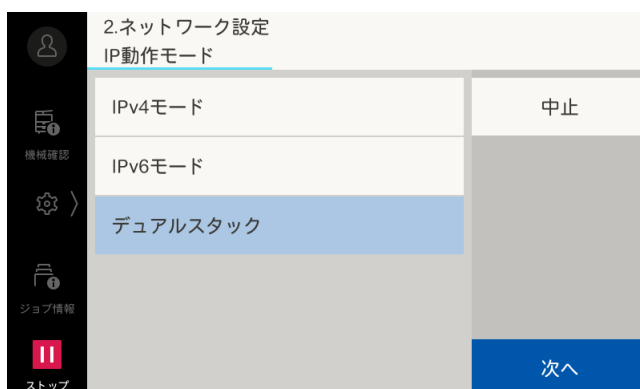 2.ネットワーク設定
IP動作モード
IPv4モード
中止
機械確認
IPv6モード
デュアルスタック
ジョブ情報
次へ
ストップ